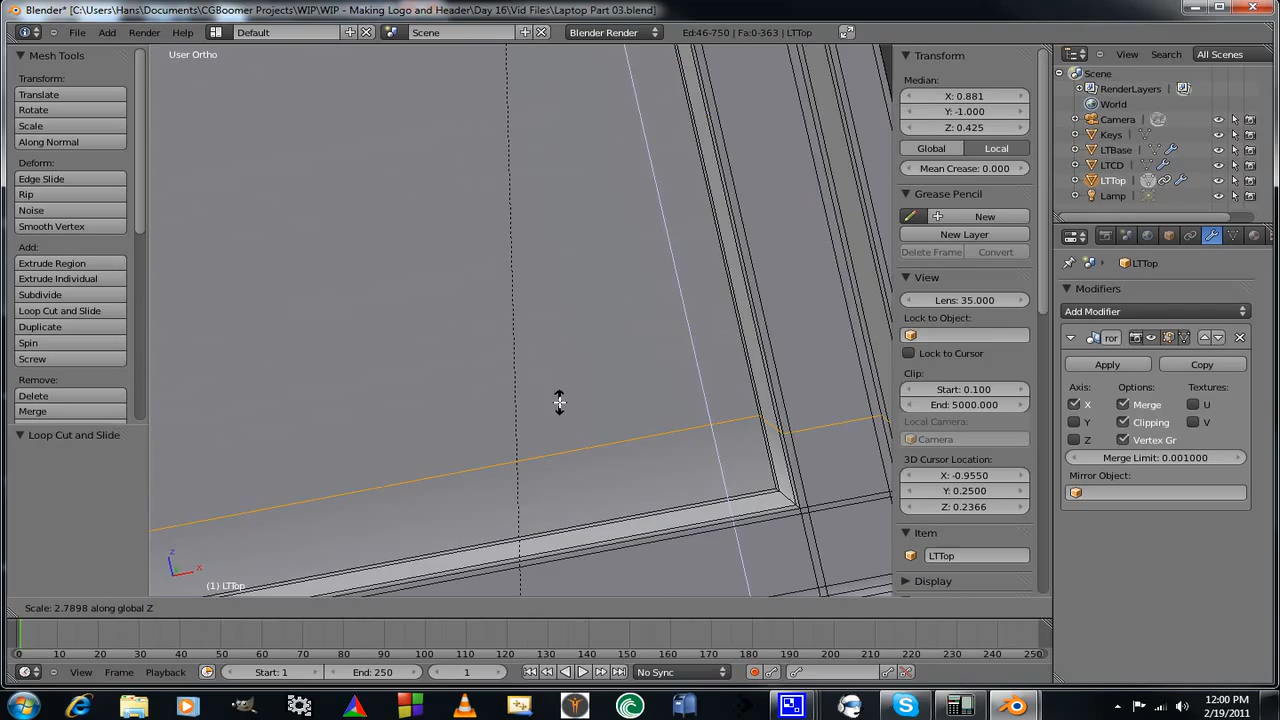 Blender* [C:\Users\Hans\Documents\CGBoomer Projects\WIP\WIP - Making Logo and Header\Day 16\Vid Files\Laptop Part 03.blend]
File Add Render Help Default Scene Blender Render Ed:46-750 | Fa:0-363 | LTTop
View Search All Scenes
Mesh Tools
Transform:
Translate
Rotate
Scale
Along Normal
Deform:
Edge Slide
Rip
Noise
Smooth Vertex
Add:
Extrude Region
Extrude Individual
Subdivide
Loop Cut and Slide
Duplicate
Spin
Screw
Remove:
Delete
Merge
Loop Cut and Slide
User Ortho
z
x
(1) LTTop
Scale: 2.7898 along global Z
Transform
Median:
X: 0.881
Y: -1.000
Z: 0.425
Global Local
Mean Crease: 0.000
Grease Pencil
New
New Layer
Delete Frame Convert
View
Lens: 35.000
Lock to Object:
Lock to Cursor
Clip:
Start: 0.100
End: 5000.000
Local Camera:
Camera
3D Cursor Location:
X: -0.9550
Y: 0.2500
Z: 0.2366
Item
LTTop
Display
Scene
RenderLayers
World
Camera
Keys
LTBase
LTCD
LTTop
Lamp
LTTop
Modifiers
Add Modifier
ror
Apply Copy
Axis: Options: Textures:
X Merge U
Y Clipping V
Z Vertex Gr
Merge Limit: 0.001000
Mirror Object:
0 10 20 30 40 50 60 70 80 90 100 110 120 130 140 150 160 170 180 190 200 210 220 230 240 250
View Frame Playback Start: 1 End: 250 1 No Sync
12:00 PM
2/19/2011